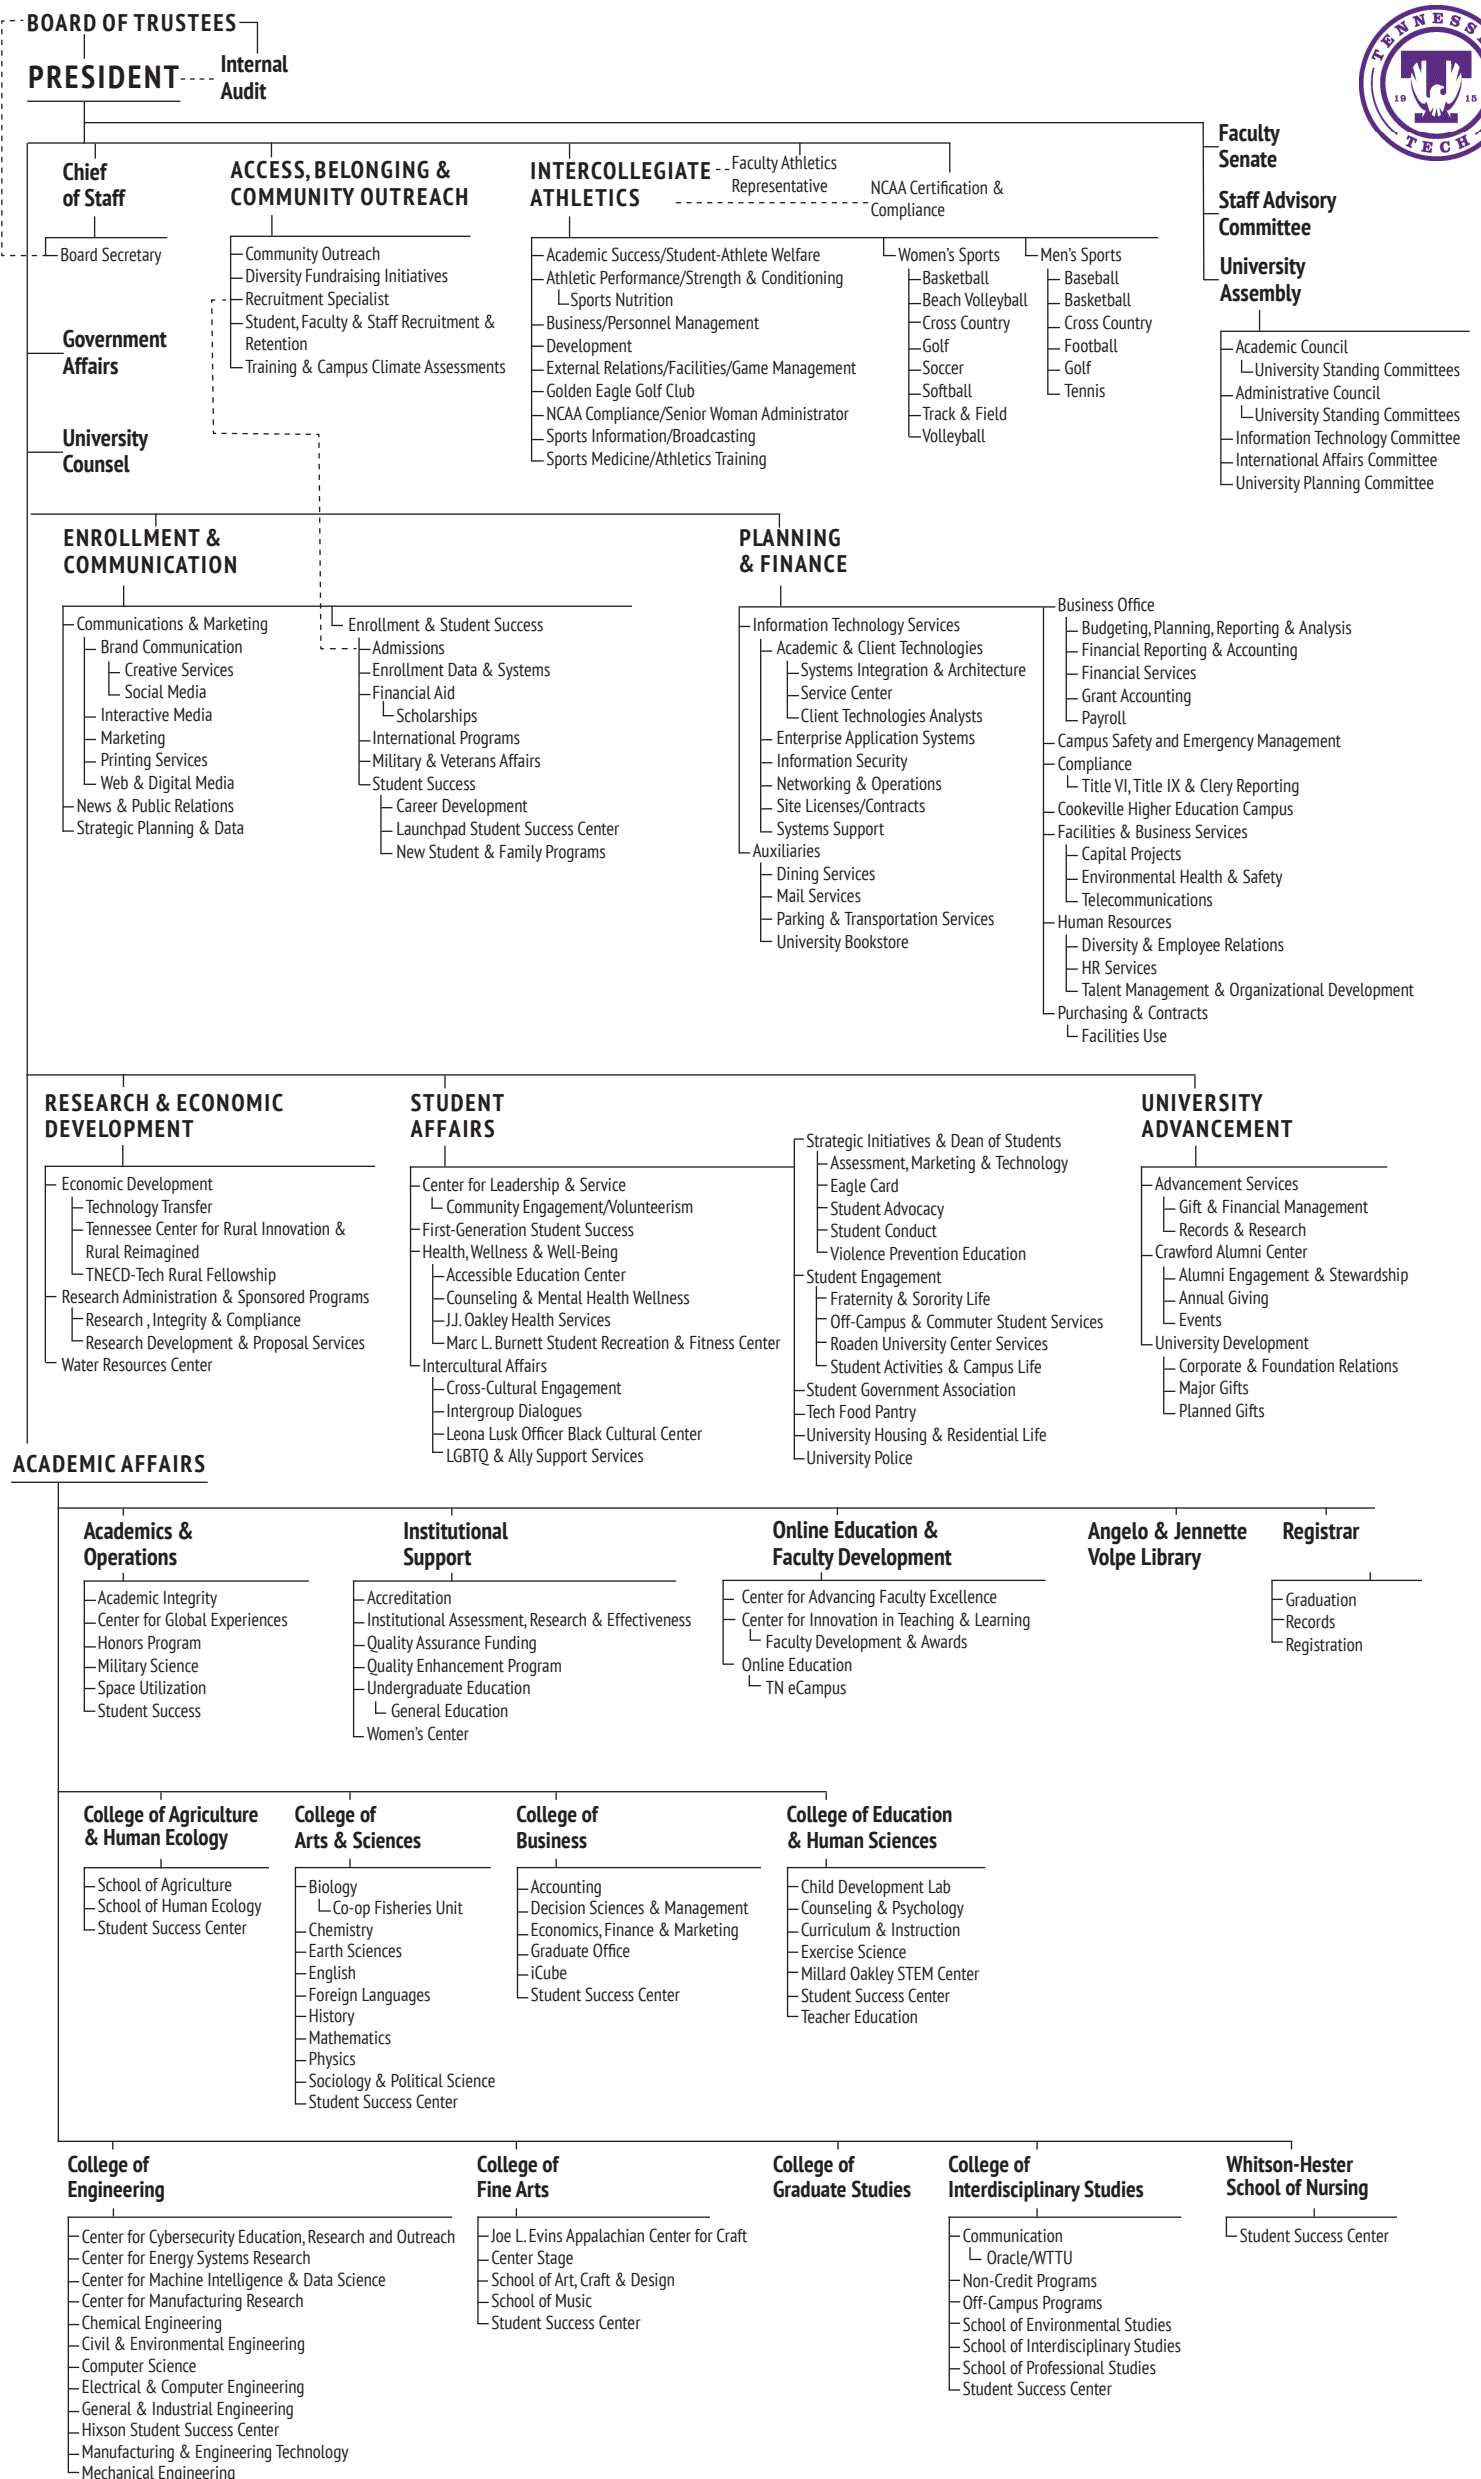 BOARD OF TRUSTEES
PRESIDENT
Internal
Audit
TENNESS
19 15
TECH
Faculty
Senate
Staff Advisory
Committee
University
Assembly
Academic Council
University Standing Committees
Administrative Council
University Standing Committees
Information Technology Committee
International Affairs Committee
University Planning Committee
Chief
of Staff
Board Secretary
Government
Affairs
University
Counsel
ACCESS, BELONGING &
COMMUNITY OUTREACH
Community Outreach
Diversity Fundraising Initiatives
Recruitment Specialist
Student, Faculty & Staff Recruitment &
Retention
Training & Campus Climate Assessments
INTERCOLLEGIATE
ATHLETICS
Faculty Athletics
Representative
NCAA Certification &
Compliance
Academic Success/Student-Athlete Welfare
Athletic Performance/Strength & Conditioning
Sports Nutrition
Business/Personnel Management
Development
External Relations/Facilities/Game Management
Golden Eagle Golf Club
NCAA Compliance/Senior Woman Administrator
Sports Information/Broadcasting
Sports Medicine/Athletics Training
Women's Sports
Basketball
Beach Volleyball
Cross Country
Golf
Soccer
Softball
Track & Field
Volleyball
Men's Sports
Baseball
Basketball
Cross Country
Football
Golf
Tennis
ENROLLMENT &
COMMUNICATION
Communications & Marketing
Brand Communication
Creative Services
Social Media
Interactive Media
Marketing
Printing Services
Web & Digital Media
News & Public Relations
Strategic Planning & Data
Enrollment & Student Success
Admissions
Enrollment Data & Systems
Financial Aid
Scholarships
International Programs
Military & Veterans Affairs
Student Success
Career Development
Launchpad Student Success Center
New Student & Family Programs
PLANNING
& FINANCE
Information Technology Services
Academic & Client Technologies
Systems Integration & Architecture
Service Center
Client Technologies Analysts
Enterprise Application Systems
Information Security
Networking & Operations
Site Licenses/Contracts
Systems Support
Auxiliaries
Dining Services
Mail Services
Parking & Transportation Services
University Bookstore
Business Office
Budgeting, Planning, Reporting & Analysis
Financial Reporting & Accounting
Financial Services
Grant Accounting
Payroll
Campus Safety and Emergency Management
Compliance
Title VI, Title IX & Clery Reporting
Cookeville Higher Education Campus
Facilities & Business Services
Capital Projects
Environmental Health & Safety
Telecommunications
Human Resources
Diversity & Employee Relations
HR Services
Talent Management & Organizational Development
Purchasing & Contracts
Facilities Use
RESEARCH & ECONOMIC
DEVELOPMENT
Economic Development
Technology Transfer
Tennessee Center for Rural Innovation &
Rural Reimagined
TNECD-Tech Rural Fellowship
Research Administration & Sponsored Programs
Research , Integrity & Compliance
Research Development & Proposal Services
Water Resources Center
STUDENT
AFFAIRS
Center for Leadership & Service
Community Engagement/Volunteerism
First-Generation Student Success
Health, Wellness & Well-Being
Accessible Education Center
Counseling & Mental Health Wellness
J.J. Oakley Health Services
Marc L. Burnett Student Recreation & Fitness Center
Intercultural Affairs
Cross-Cultural Engagement
Intergroup Dialogues
Leona Lusk Officer Black Cultural Center
LGBTQ & Ally Support Services
Strategic Initiatives & Dean of Students
Assessment, Marketing & Technology
Eagle Card
Student Advocacy
Student Conduct
Violence Prevention Education
Student Engagement
Fraternity & Sorority Life
Off-Campus & Commuter Student Services
Roaden University Center Services
Student Activities & Campus Life
Student Government Association
Tech Food Pantry
University Housing & Residential Life
University Police
UNIVERSITY
ADVANCEMENT
Advancement Services
Gift & Financial Management
Records & Research
Crawford Alumni Center
Alumni Engagement & Stewardship
Annual Giving
Events
University Development
Corporate & Foundation Relations
Major Gifts
Planned Gifts
ACADEMIC AFFAIRS
Academics &
Operations
Academic Integrity
Center for Global Experiences
Honors Program
Military Science
Space Utilization
Student Success
Institutional
Support
Accreditation
Institutional Assessment, Research & Effectiveness
Quality Assurance Funding
Quality Enhancement Program
Undergraduate Education
General Education
Women's Center
Online Education &
Faculty Development
Center for Advancing Faculty Excellence
Center for Innovation in Teaching & Learning
Faculty Development & Awards
Online Education
TN eCampus
Angelo & Jennette
Volpe Library
Registrar
Graduation
Records
Registration
College of Agriculture
& Human Ecology
School of Agriculture
School of Human Ecology
Student Success Center
College of
Arts & Sciences
Biology
Co-op Fisheries Unit
Chemistry
Earth Sciences
English
Foreign Languages
History
Mathematics
Physics
Sociology & Political Science
Student Success Center
College of
Business
Accounting
Decision Sciences & Management
Economics, Finance & Marketing
Graduate Office
iCube
Student Success Center
College of Education
& Human Sciences
Child Development Lab
Counseling & Psychology
Curriculum & Instruction
Exercise Science
Millard Oakley STEM Center
Student Success Center
Teacher Education
College of
Engineering
Center for Cybersecurity Education, Research and Outreach
Center for Energy Systems Research
Center for Machine Intelligence & Data Science
Center for Manufacturing Research
Chemical Engineering
Civil & Environmental Engineering
Computer Science
Electrical & Computer Engineering
General & Industrial Engineering
Hixson Student Success Center
Manufacturing & Engineering Technology
Mechanical Engineering
College of
Fine Arts
Joe L. Evins Appalachian Center for Craft
Center Stage
School of Art, Craft & Design
School of Music
Student Success Center
College of
Graduate Studies
College of
Interdisciplinary Studies
Communication
Oracle/WTTU
Non-Credit Programs
Off-Campus Programs
School of Environmental Studies
School of Interdisciplinary Studies
School of Professional Studies
Student Success Center
Whitson-Hester
School of Nursing
Student Success Center